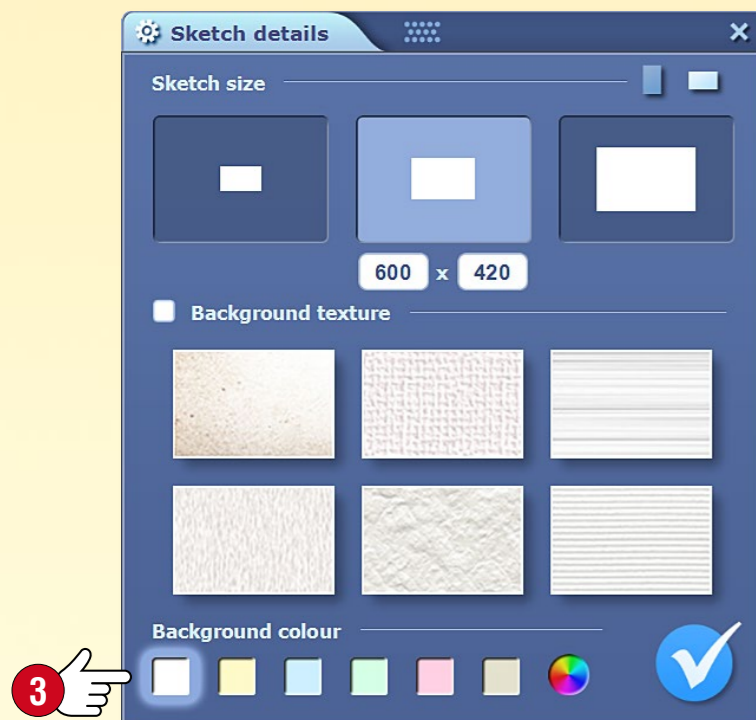 Sketch details
Sketch size
600 x 420
Background texture
Background colour
3